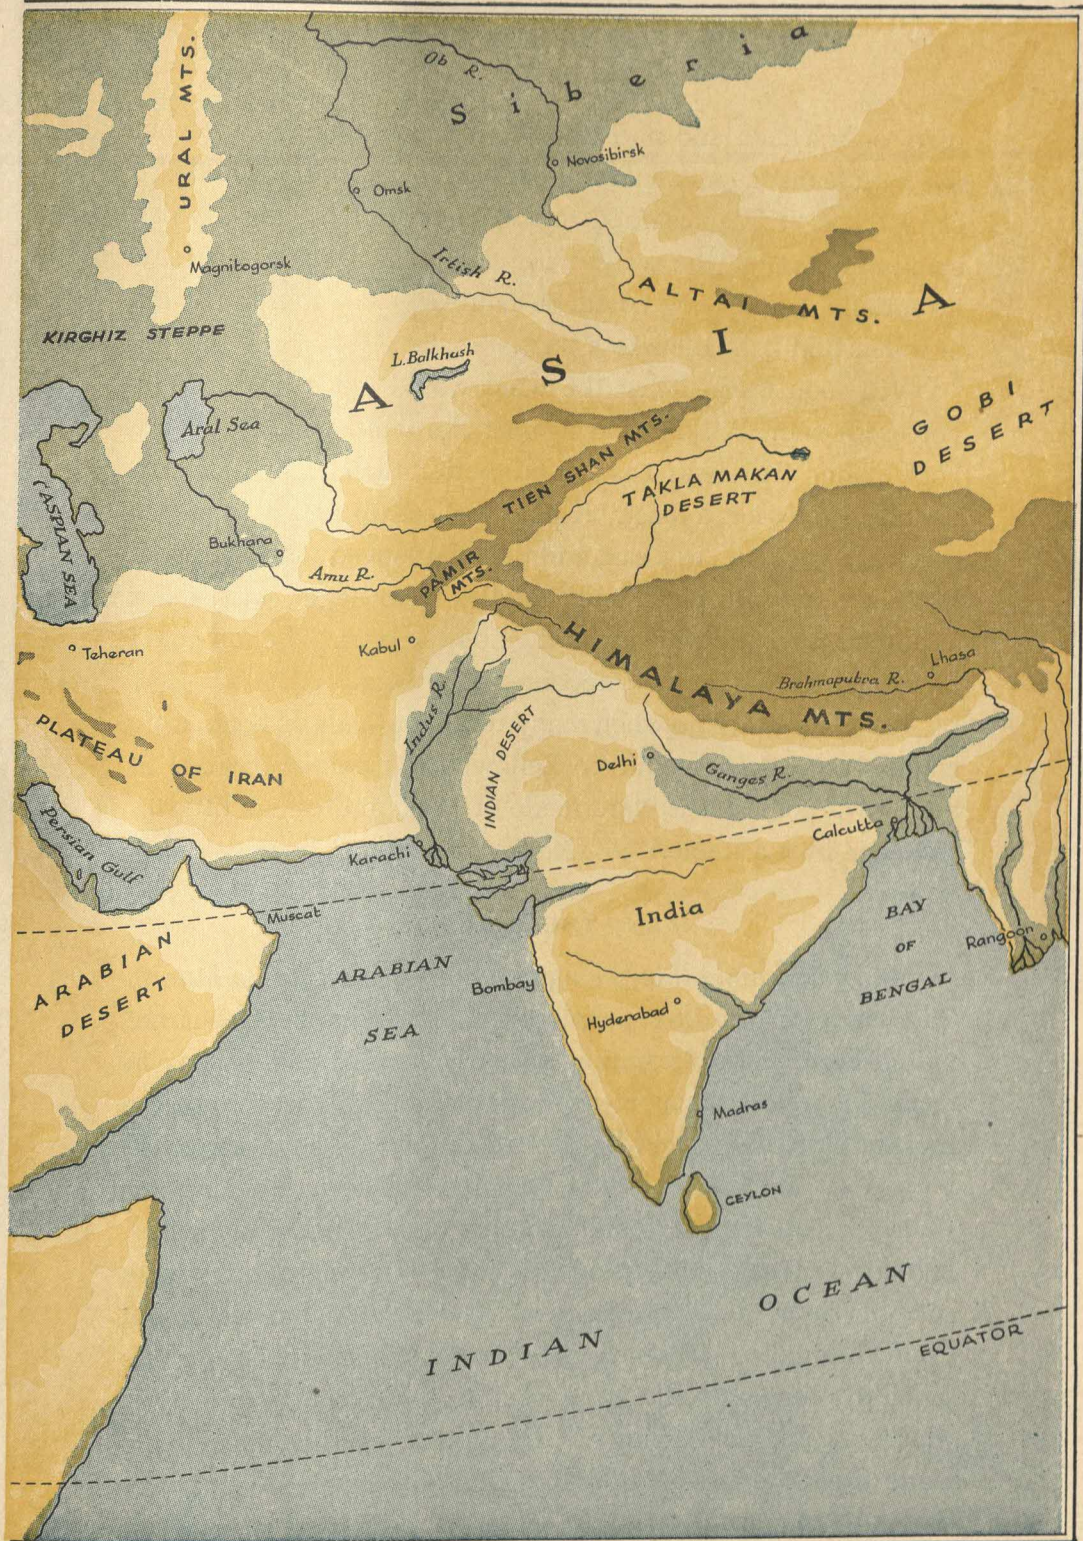 URAL MTS.
Ob R.
Siberia
Novosibirsk
Omsk
Magnitogorsk
Irtish R.
ALTAI MTS.
ASIA
KIRGHIZ STEPPE
L. Balkhash
Aral Sea
GOBI
DESERT
TIEN SHAN MTS.
TAKLA MAKAN
DESERT
CASPIAN SEA
Bukhara
Amu R.
PAMIR
MTS.
Teheran
Kabul
HIMALAYA MTS.
Lhasa
Brahmaputra R.
Indus R.
INDIAN DESERT
PLATEAU OF IRAN
Delhi
Ganges R.
Persian Gulf
Karachi
Calcutta
Muscat
India
BAY
OF
BENGAL
Rangoon
ARABIAN
DESERT
ARABIAN
SEA
Bombay
Hyderabad
Madras
CEYLON
INDIAN OCEAN
EQUATOR